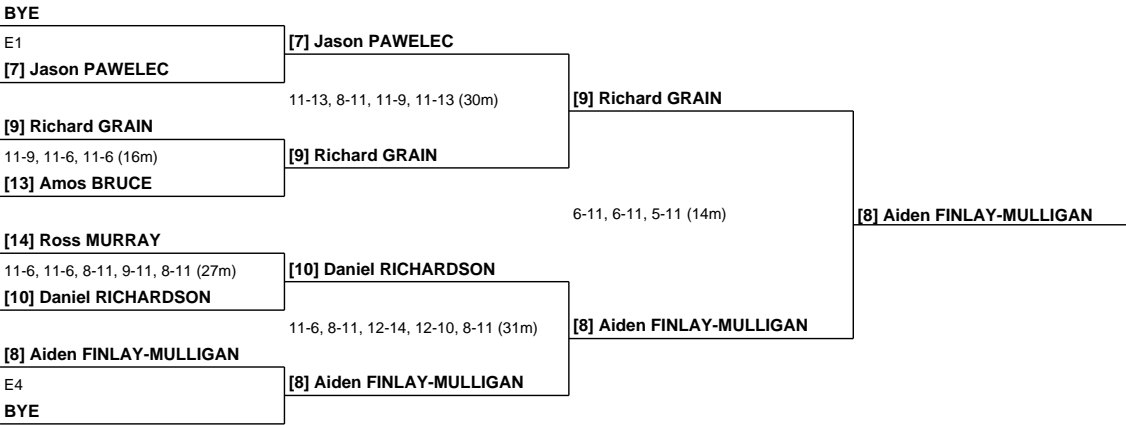 BYE
E1
[7] Jason PAWELEC
[7] Jason PAWELEC
11-13, 8-11, 11-9, 11-13 (30m)
[9] Richard GRAIN
[9] Richard GRAIN
11-9, 11-6, 11-6 (16m)
[9] Richard GRAIN
[13] Amos BRUCE
6-11, 6-11, 5-11 (14m)
[8] Aiden FINLAY-MULLIGAN
[14] Ross MURRAY
11-6, 11-6, 8-11, 9-11, 8-11 (27m)
[10] Daniel RICHARDSON
[10] Daniel RICHARDSON
11-6, 8-11, 12-14, 12-10, 8-11 (31m)
[8] Aiden FINLAY-MULLIGAN
[8] Aiden FINLAY-MULLIGAN
E4
[8] Aiden FINLAY-MULLIGAN
BYE